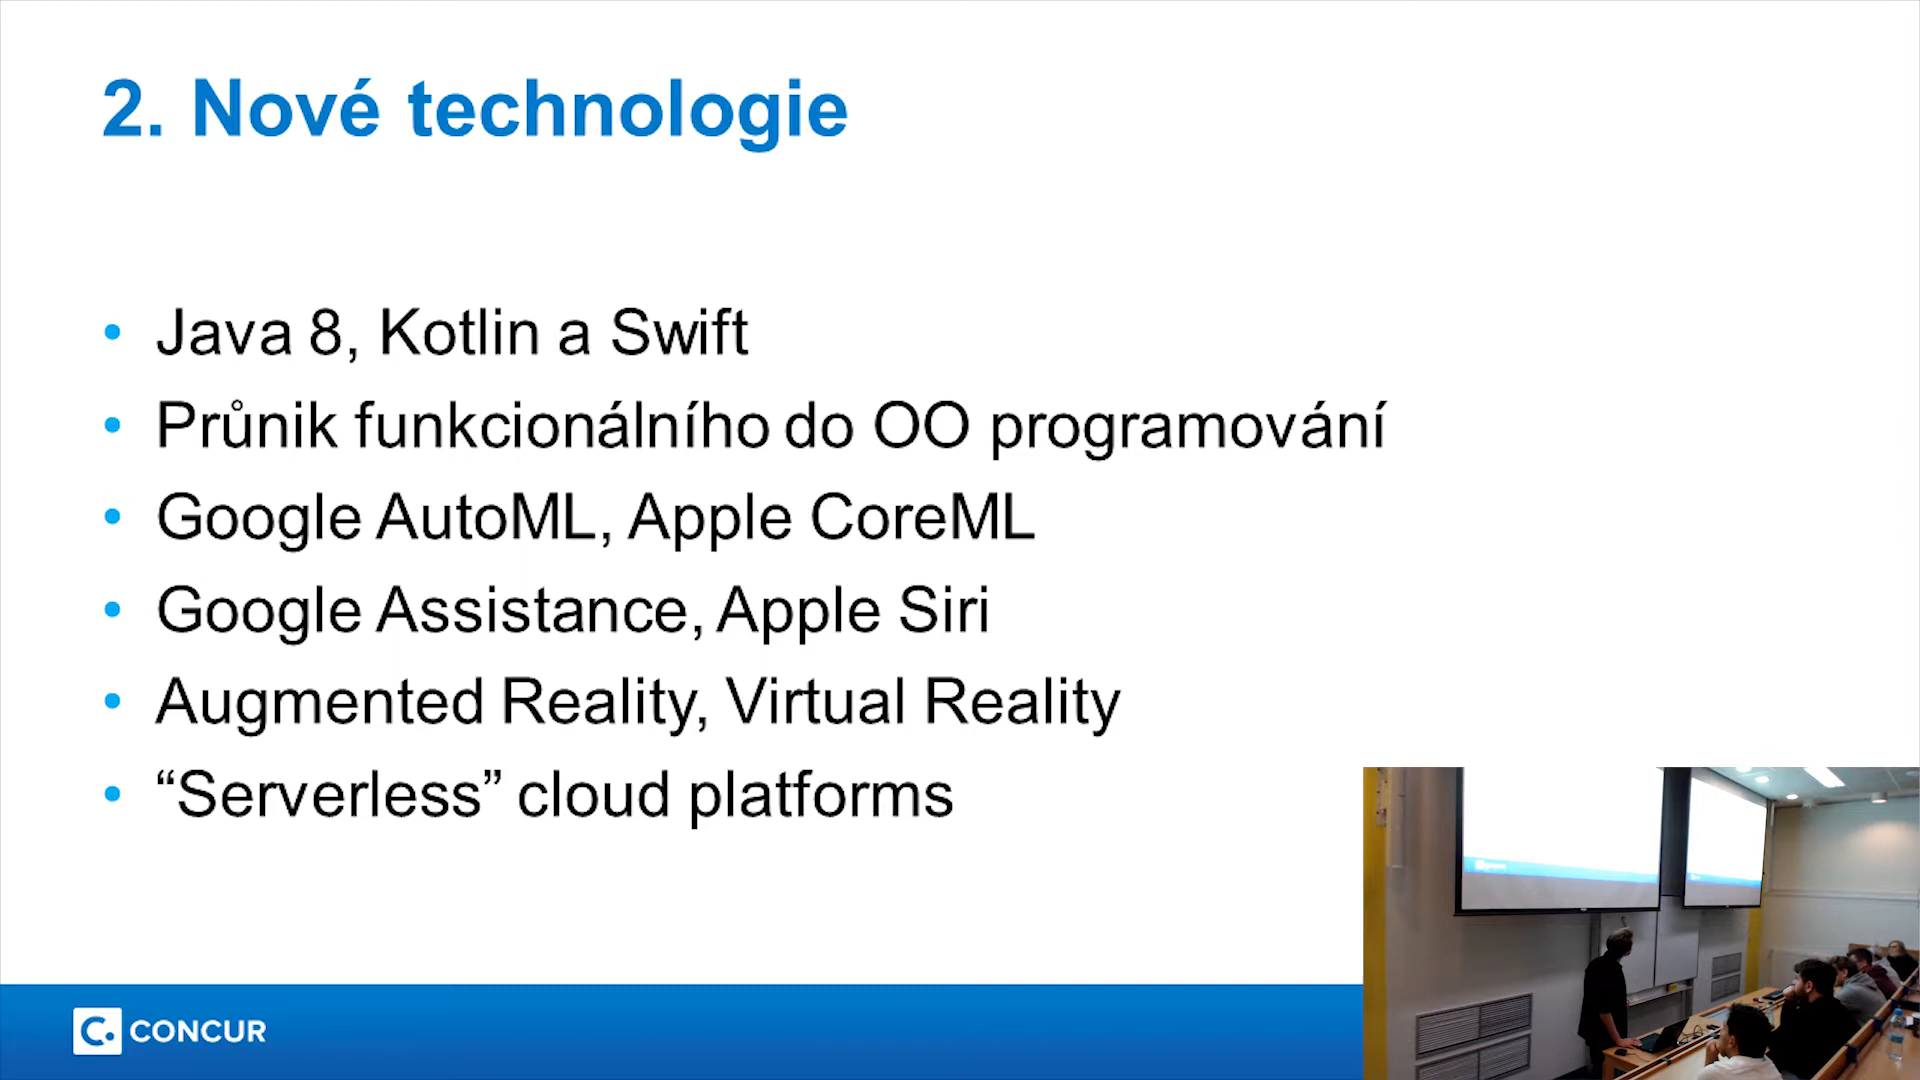 2. Nové technologie
• Java 8, Kotlin a Swift
• Průnik funkcionálního do OO programování
• Google AutoML, Apple CoreML
• Google Assistance, Apple Siri
• Augmented Reality, Virtual Reality
• “Serverless” cloud platforms
C. CONCUR